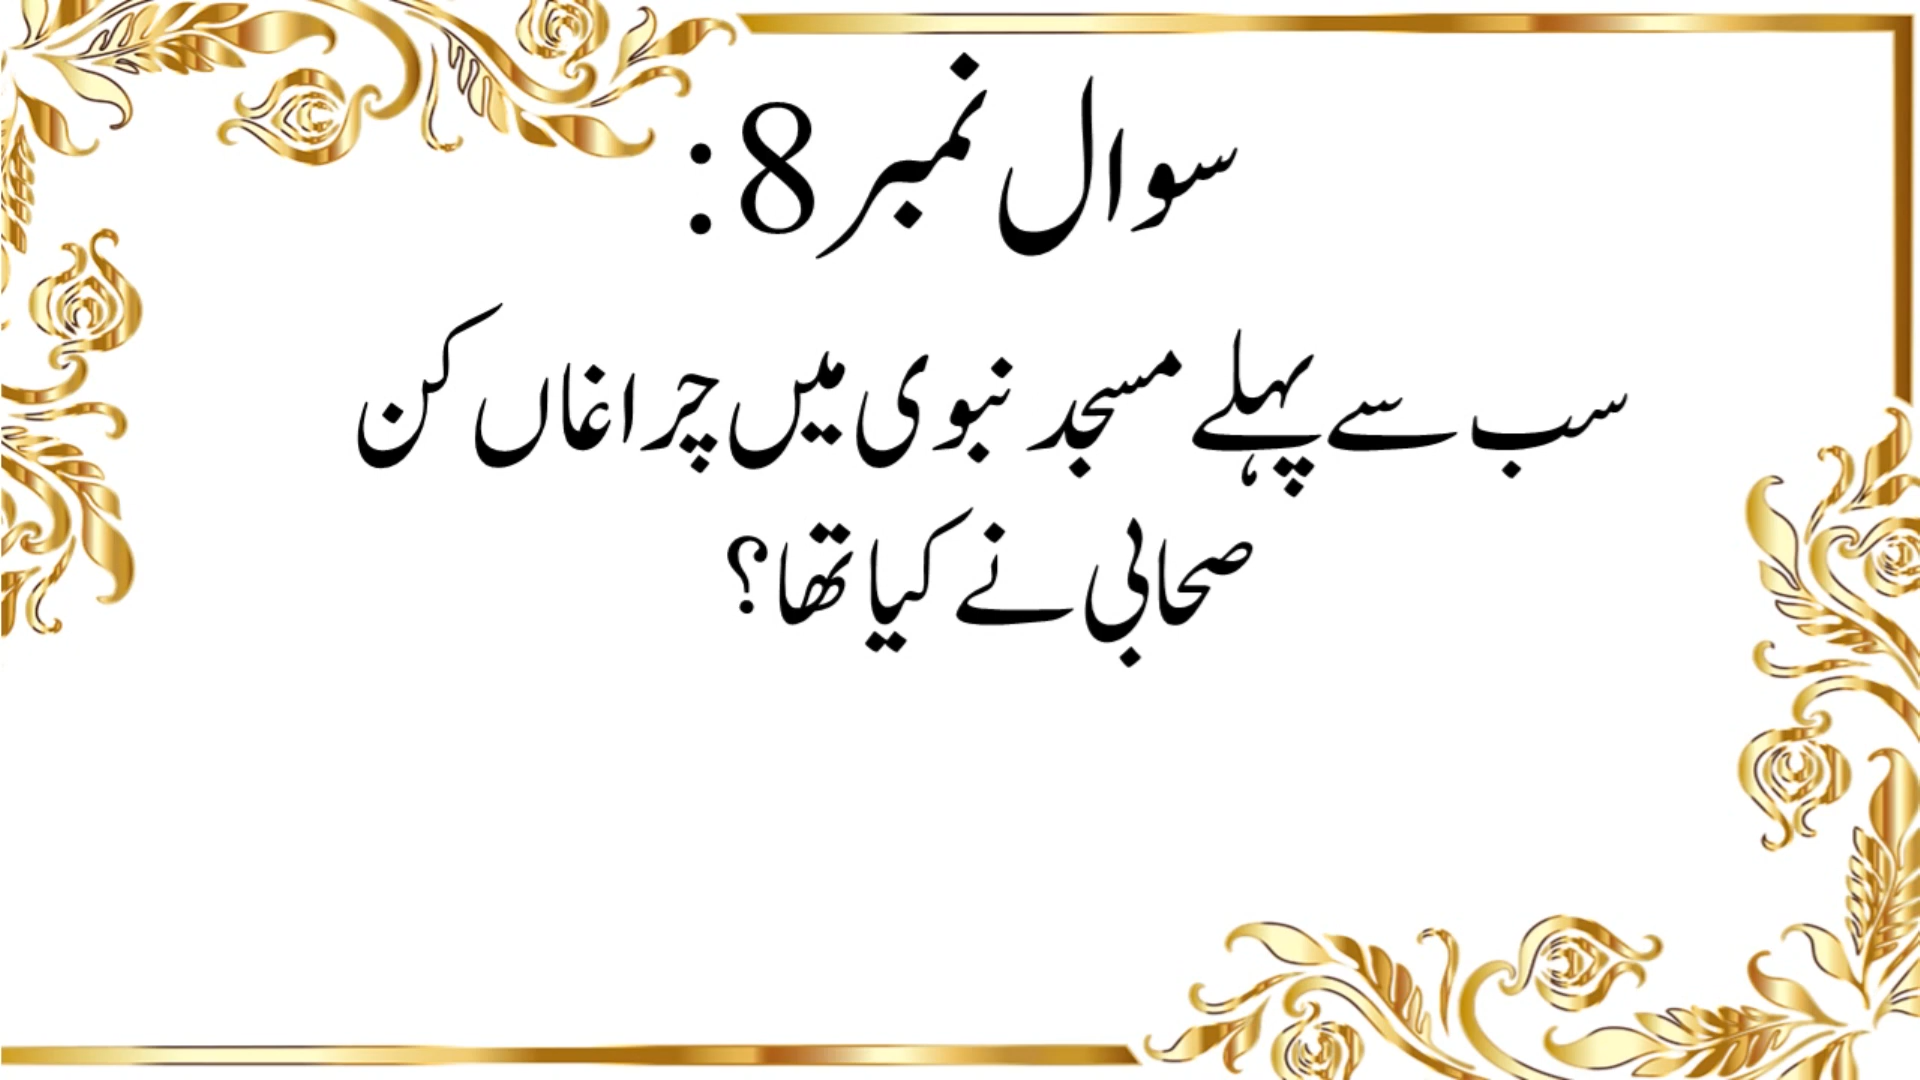 سوال نمبر 8:
سب سے پہلے مسجد نبوی میں چراغاں کن
صحابی نے کیا تھا؟